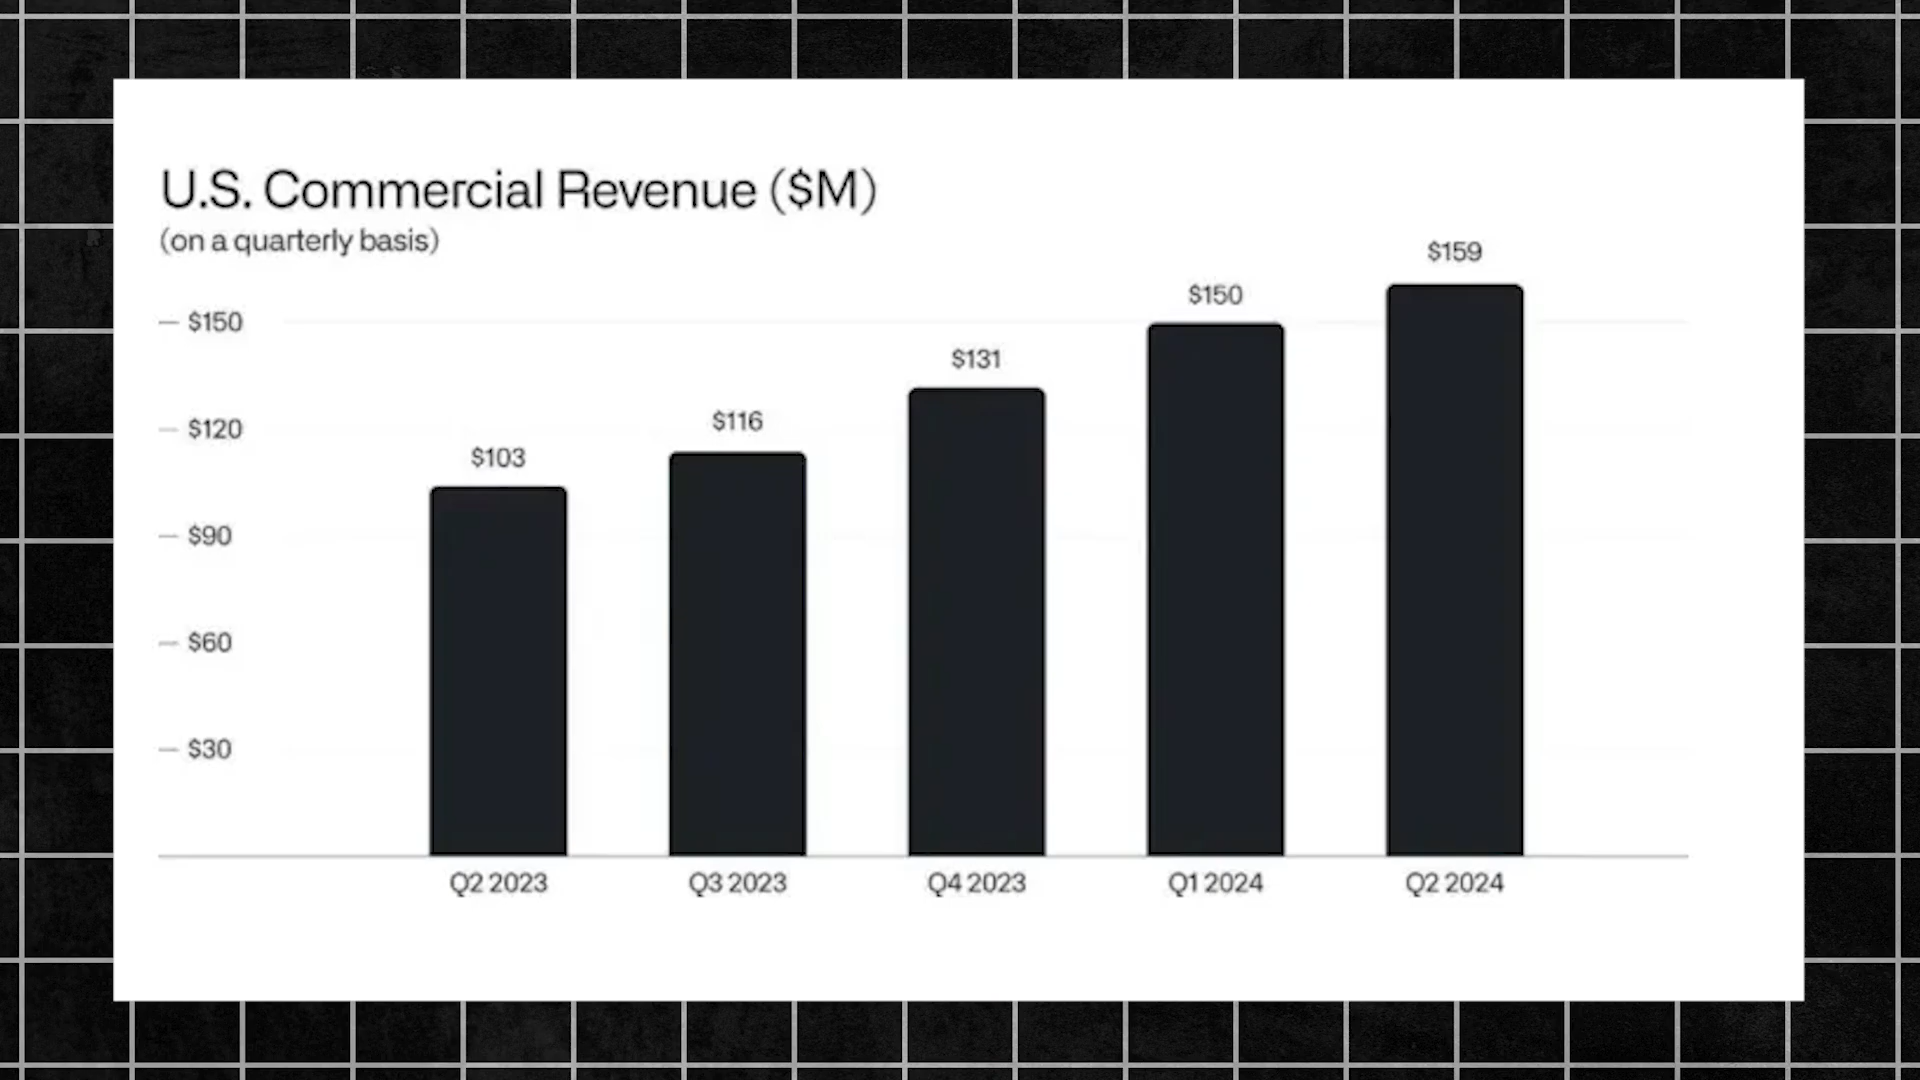 U.S. Commercial Revenue ($M)
(on a quarterly basis)
$159
$150
$150
$131
$120
$116
$103
$90
$60
$30
Q2 2023
Q3 2023
Q4 2023
Q1 2024
Q2 2024